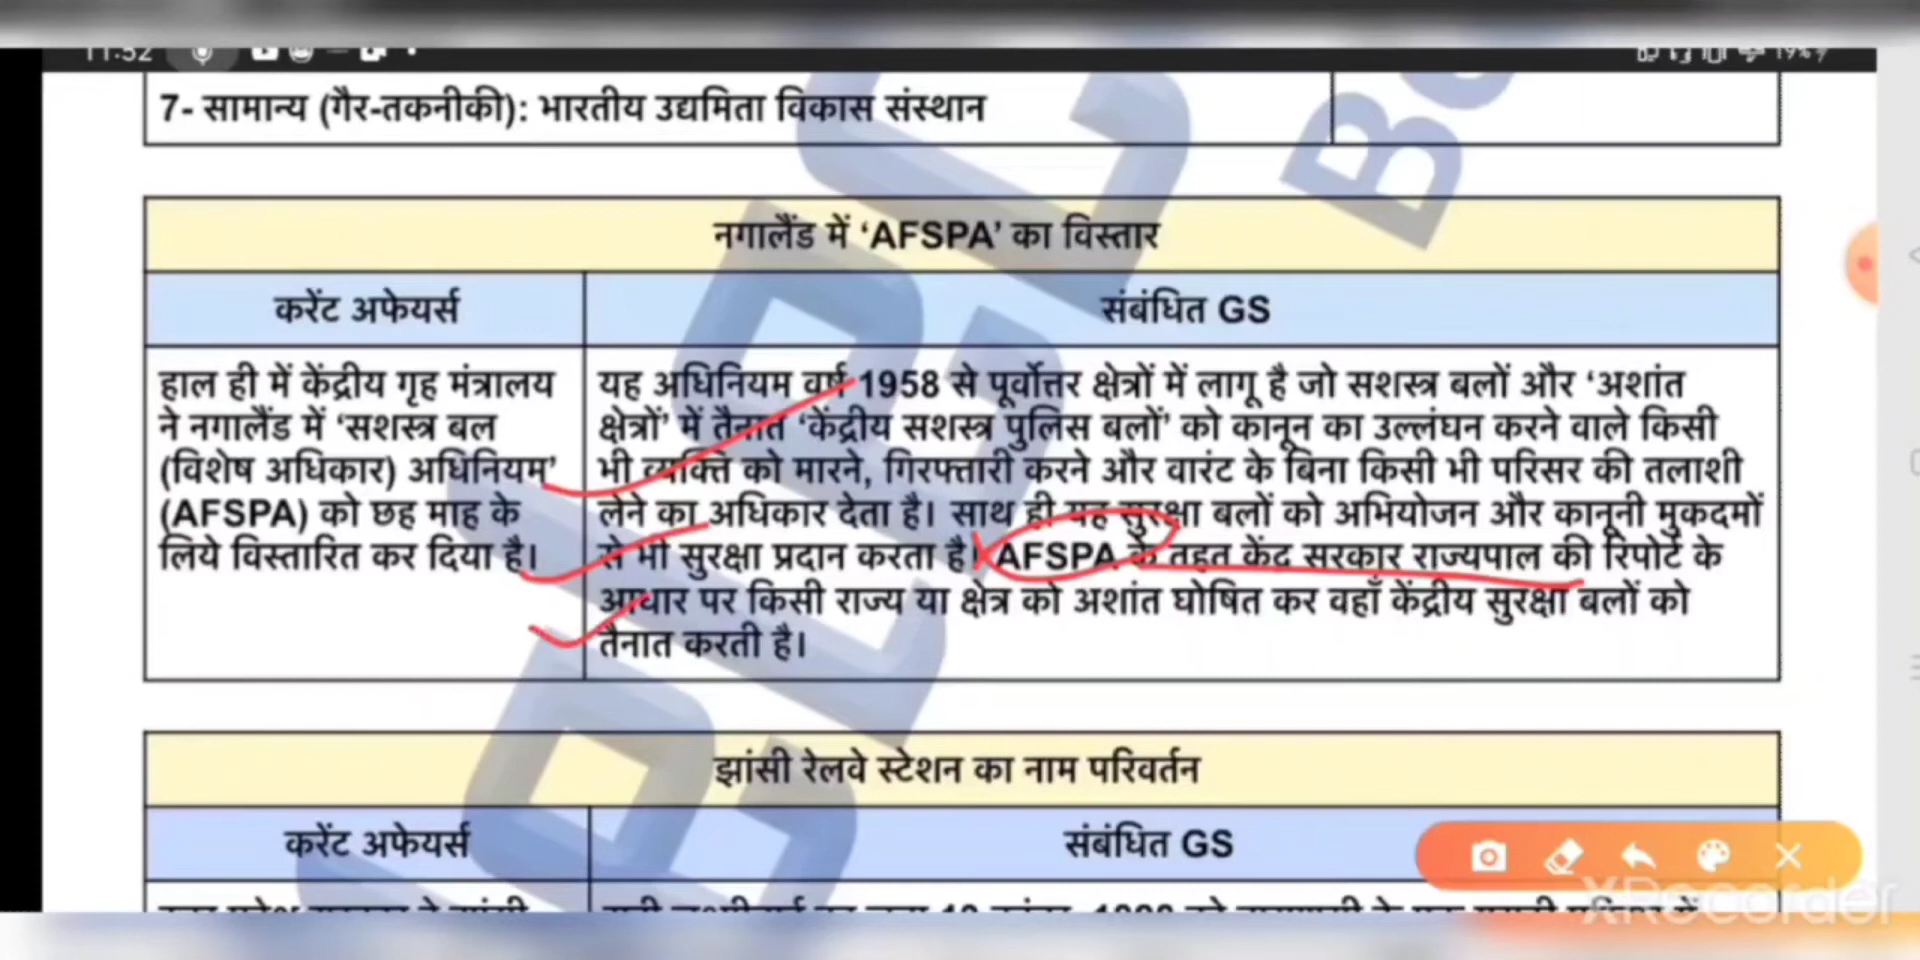 11:52
19%
7- सामान्य (गैर-तकनीकी): भारतीय उद्यमिता विकास संस्थान
नगालैंड में ‘AFSPA’ का विस्तार
करेंट अफेयर्स
संबंधित GS
हाल ही में केंद्रीय गृह मंत्रालय
ने नगालैंड में ‘सशस्त्र बल
(विशेष अधिकार) अधिनियम’
(AFSPA) को छह माह के
लिये विस्तारित कर दिया है।
यह अधिनियम वर्ष 1958 से पूर्वोत्तर क्षेत्रों में लागू है जो सशस्त्र बलों और ‘अशांत
क्षेत्रों’ में तैनात ‘केंद्रीय सशस्त्र पुलिस बलों’ को कानून का उल्लंघन करने वाले किसी
भी व्यक्ति को मारने, गिरफ्तारी करने और वारंट के बिना किसी भी परिसर की तलाशी
लेने का अधिकार देता है। साथ ही यह सुरक्षा बलों को अभियोजन और कानूनी मुकदमों
से भी सुरक्षा प्रदान करता है। AFSPA के तहत केंद्र सरकार राज्यपाल की रिपोर्ट के
आधार पर किसी राज्य या क्षेत्र को अशांत घोषित कर वहाँ केंद्रीय सुरक्षा बलों को
तैनात करती है।
झांसी रेलवे स्टेशन का नाम परिवर्तन
करेंट अफेयर्स
संबंधित GS
XRecorder